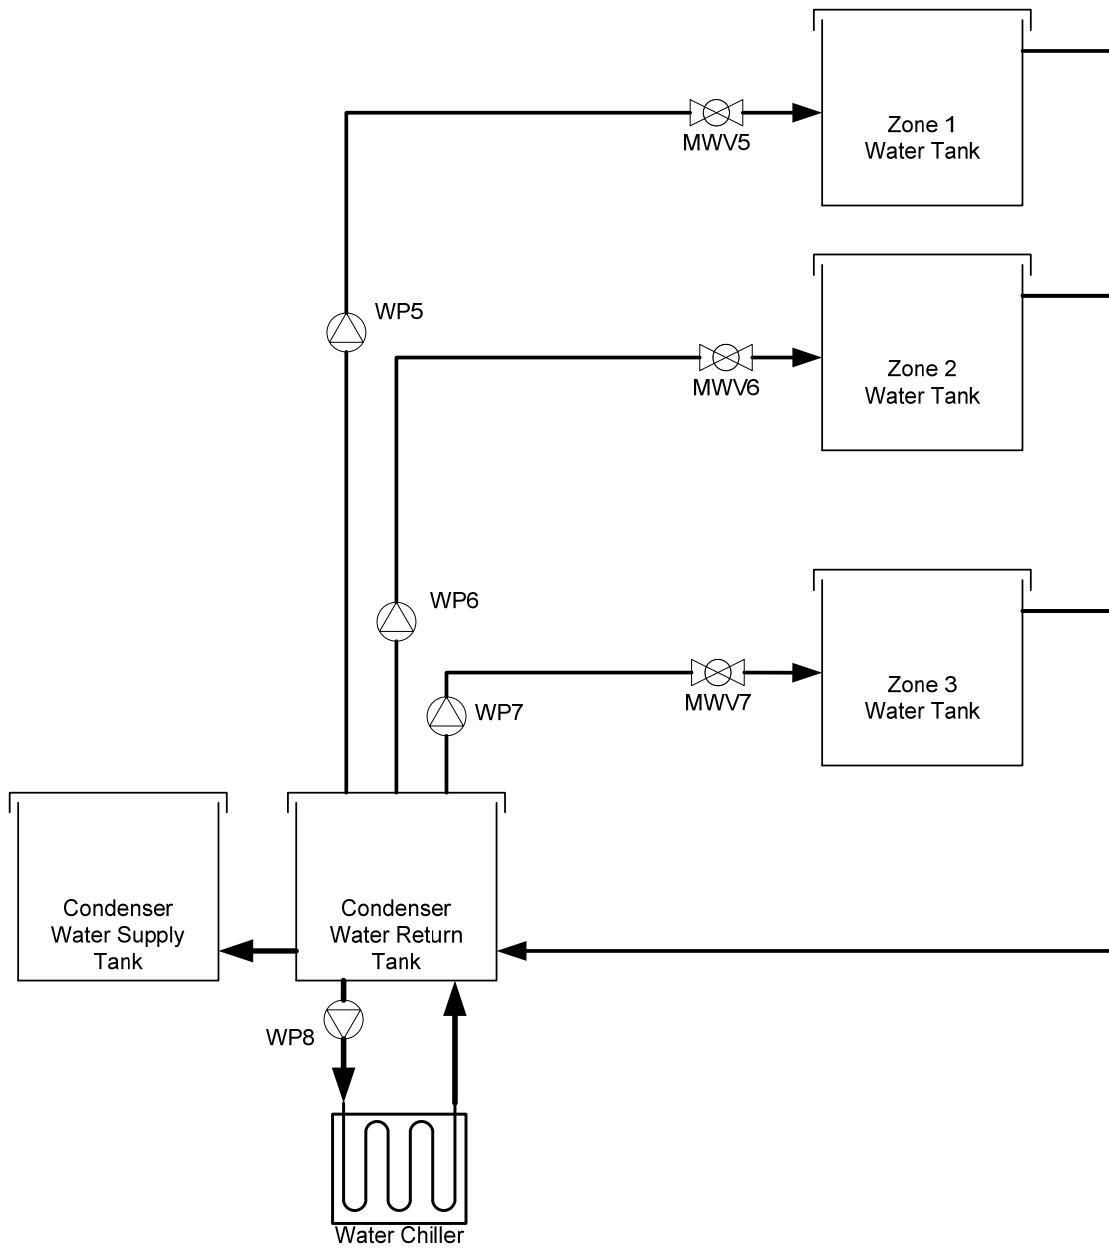 Zone 1
Water Tank
MWV5
WP5
Zone 2
Water Tank
MWV6
WP6
Zone 3
Water Tank
MWV7
WP7
Condenser
Water Supply
Tank
Condenser
Water Return
Tank
WP8
Water Chiller